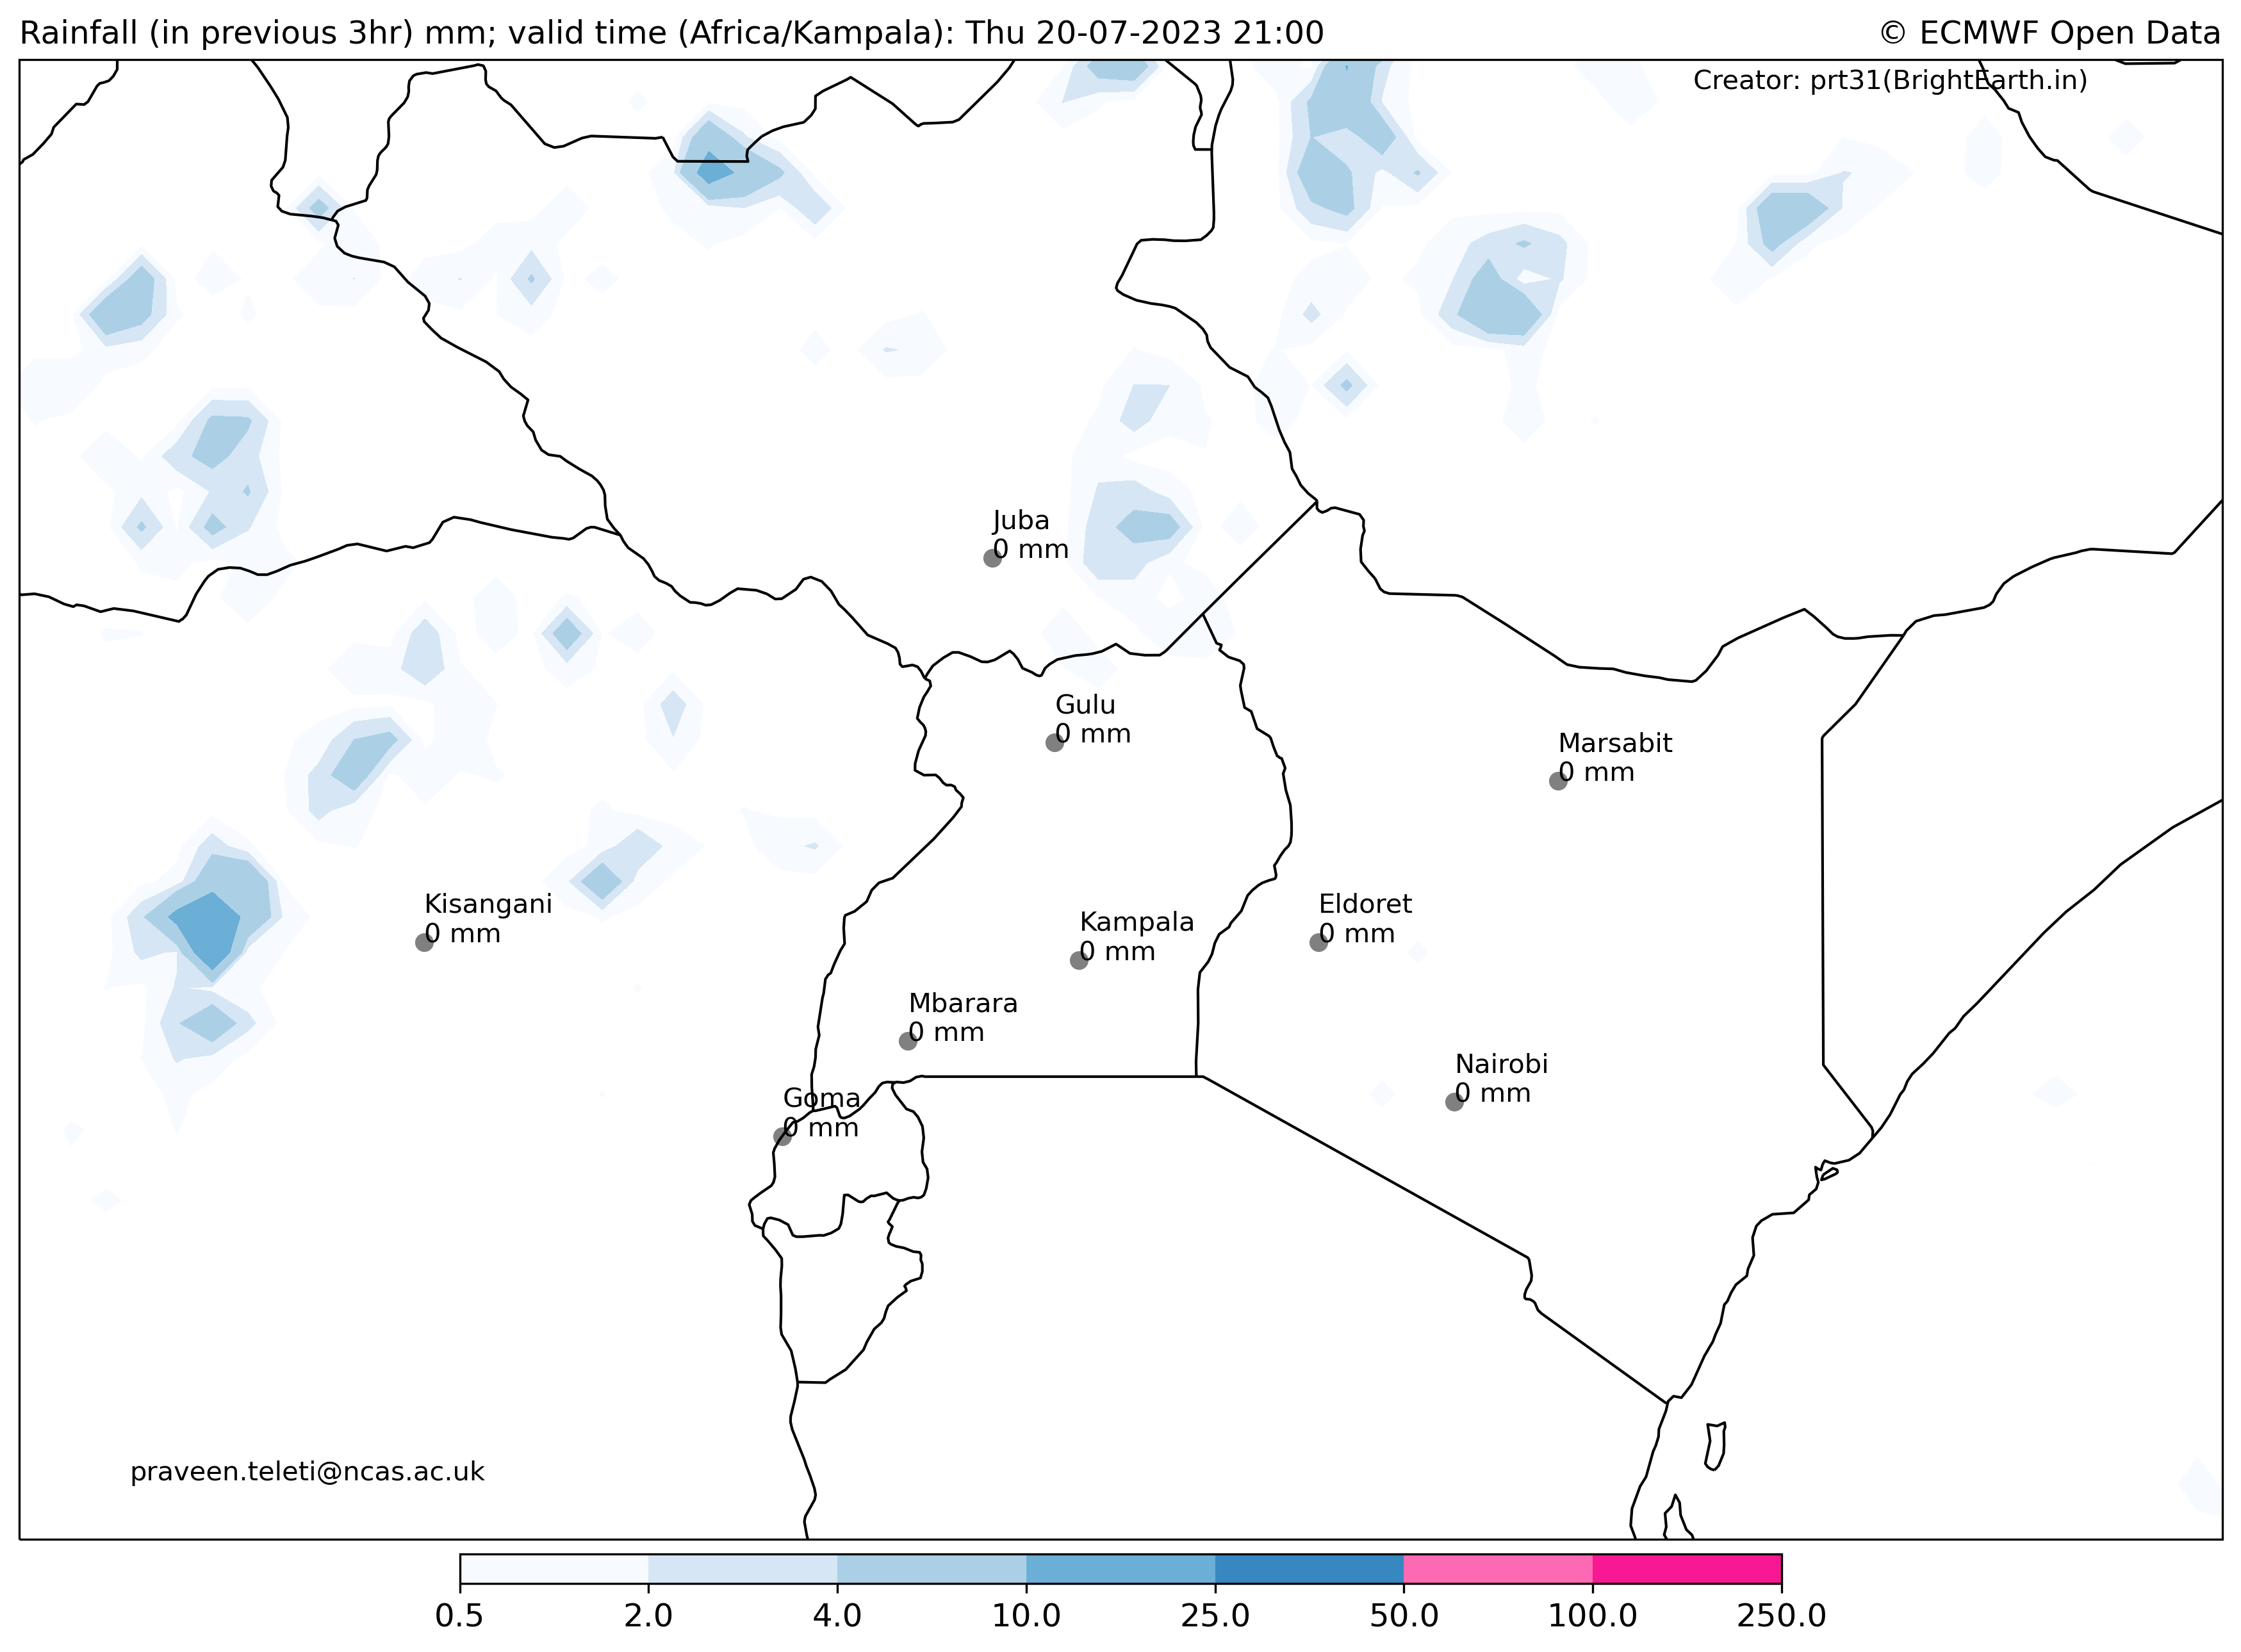 Rainfall (in previous 3hr) mm; valid time (Africa/Kampala): Thu 20-07-2023 21:00
© ECMWF Open Data
Creator: prt31(BrightEarth.in)
Juba
0 mm
Gulu
0 mm
Marsabit
0 mm
Kisangani
0 mm
Kampala
0 mm
Eldoret
0 mm
Mbarara
0 mm
Nairobi
0 mm
Goma
0 mm
praveen.teleti@ncas.ac.uk
0.5 2.0 4.0 10.0 25.0 50.0 100.0 250.0